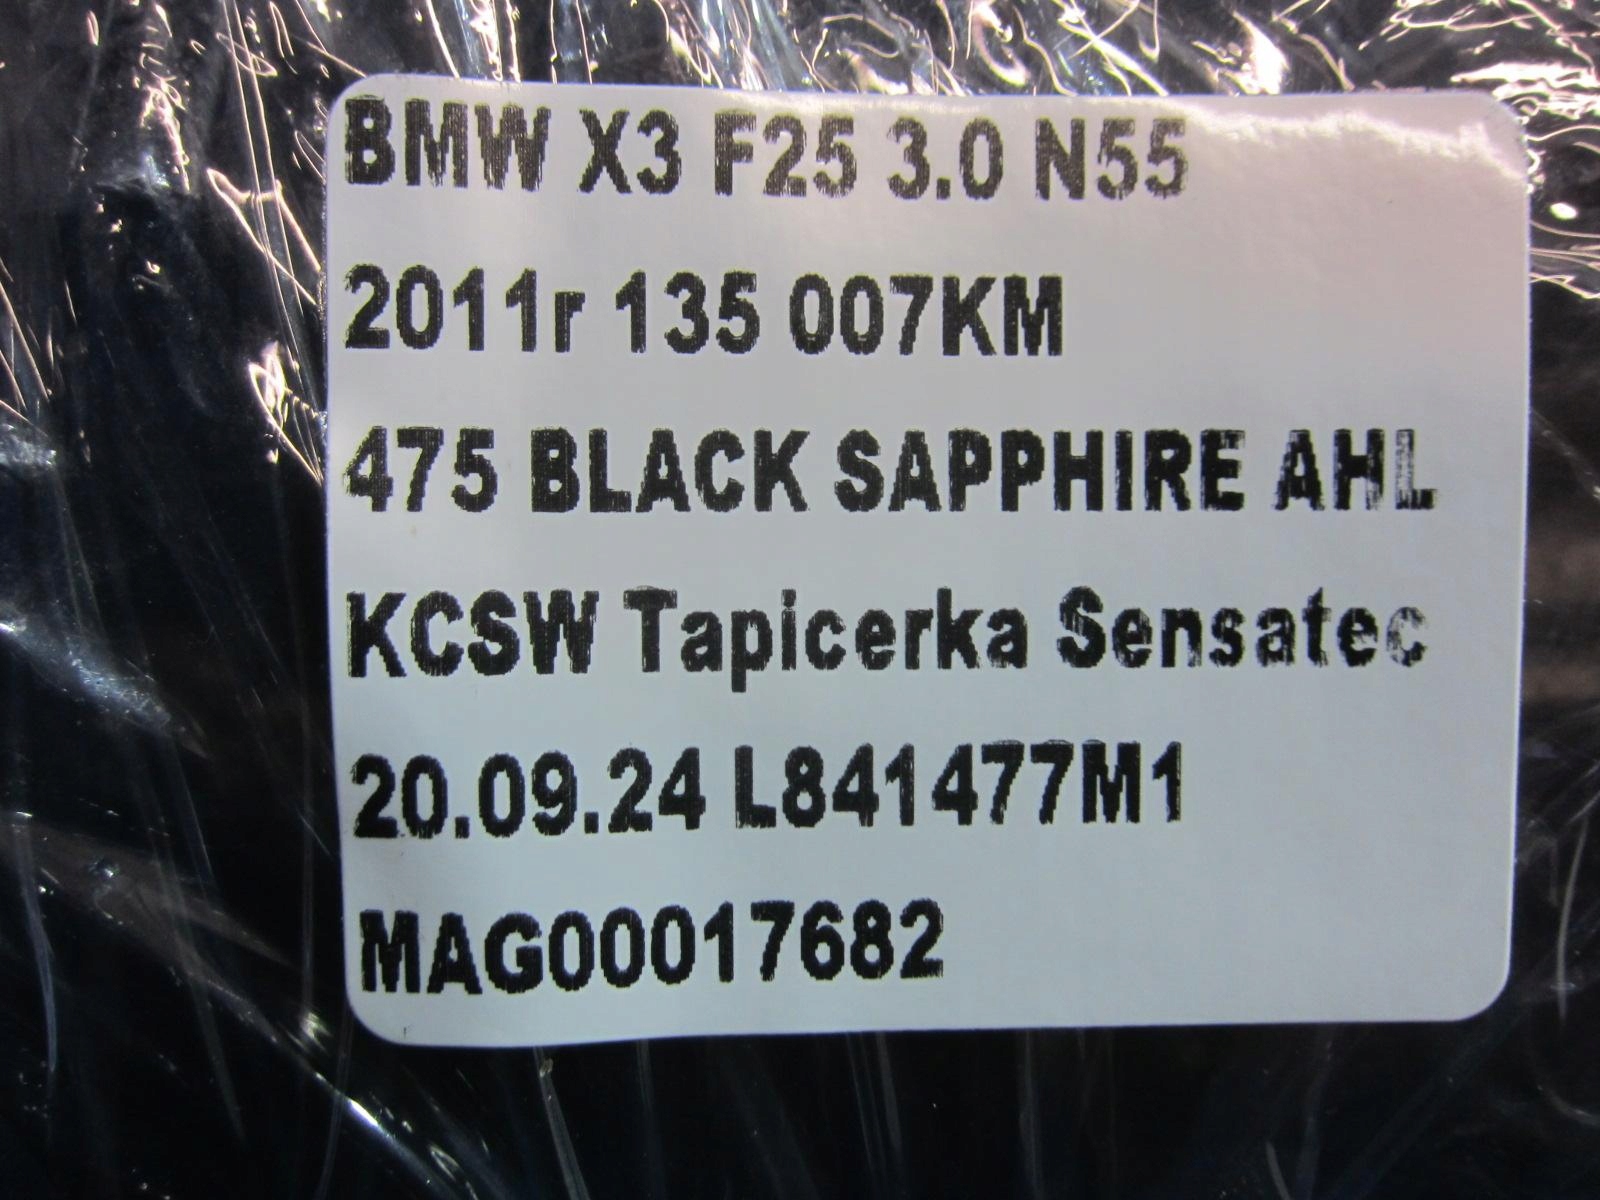 BMW X3 F25 3.0 N55
2011r 135 007KM
475 BLACK SAPPHIRE AHL
KCSW Tapicerka Sensatec
20.09.24 L841477M1
MAG00017682